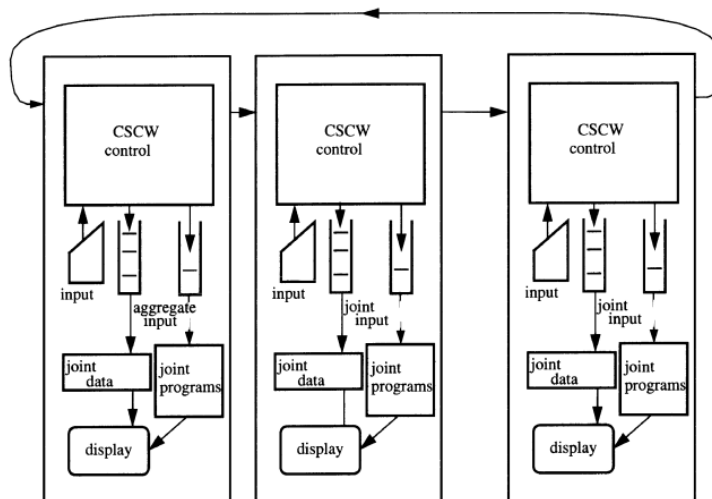 CSCW
control
input
aggregate
input
joint
data
joint
programs
display
CSCW
control
input
joint
input
joint
data
joint
programs
display
CSCW
control
input
joint
input
joint
data
joint
programs
display